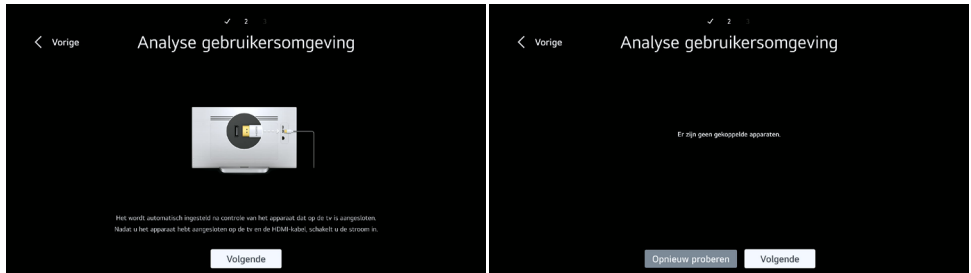 2 3
Vorige
Analyse gebruikersomgeving
Het wordt automatisch ingesteld na controle van het apparaat dat op de tv is aangesloten.
Nadat u het apparaat hebt aangesloten op de tv en de HDMI-kabel, schakelt u de stroom in.
Volgende
2 3
Vorige
Analyse gebruikersomgeving
Er zijn geen gekoppelde apparaten.
Opnieuw proberen
Volgende